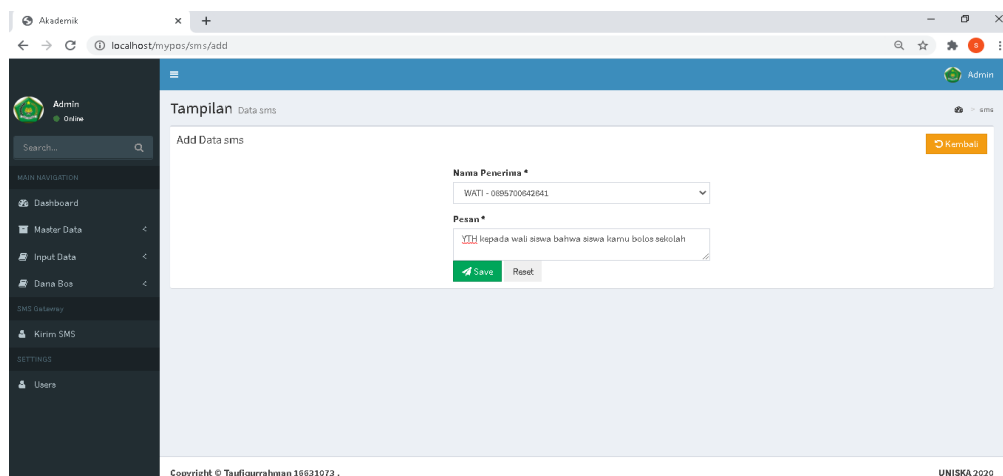 Akademik
localhost/mypos/sms/add
Admin
Admin
Online
Search...
MAIN NAVIGATION
Dashboard
Master Data
Input Data
Dana Bos
SMS Gateway
Kirim SMS
SETTINGS
Users
Tampilan Data sms
sms
Add Data sms
Kembali
Nama Penerima *
WATI - 0895700642641
Pesan *
YTH kepada wali siswa bahwa siswa kamu bolos sekolah
Save Reset
Copyright © Taufiqurrahman 16631073 .
UNISKA 2020